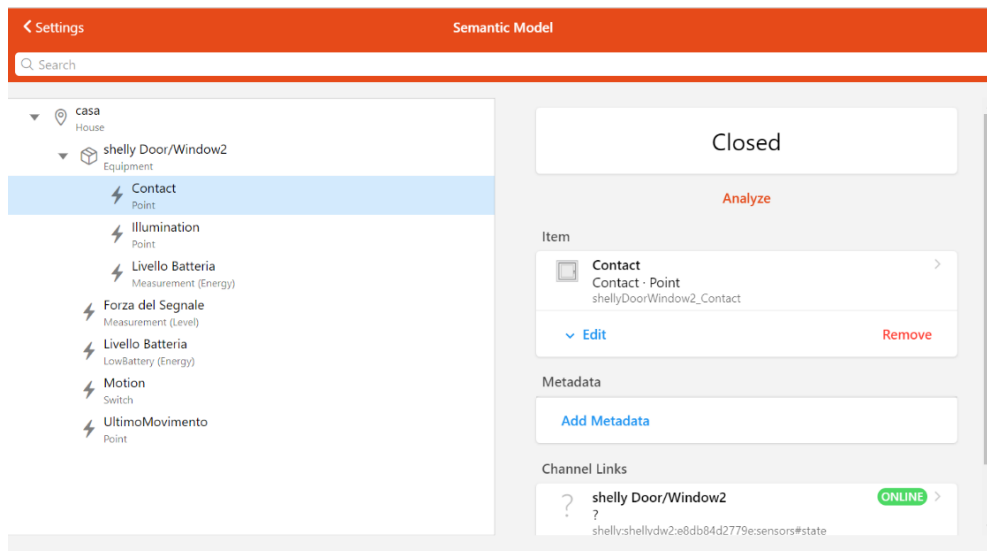 Settings
Semantic Model
Search
casa
House
shelly Door/Window2
Equipment
Contact
Point
Illumination
Point
Livello Batteria
Measurement (Energy)
Forza del Segnale
Measurement (Level)
Livello Batteria
LowBattery (Energy)
Motion
Switch
UltimoMovimento
Point
Closed
Analyze
Item
Contact
Contact · Point
shellyDoorWindow2_Contact
Edit
Remove
Metadata
Add Metadata
Channel Links
shelly Door/Window2
ONLINE
?
?
shelly:shellydw2:e8db84d2779e:sensors#state